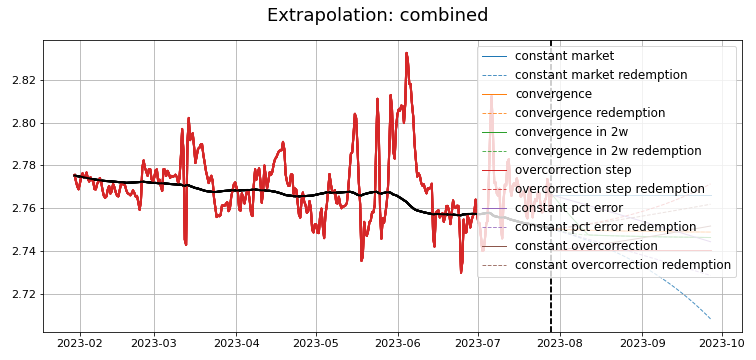 Extrapolation: combined
constant market
constant market redemption
convergence
convergence redemption
convergence in 2w
convergence in 2w redemption
overcorrection step
overcorrection step redemption
constant pct error
constant pct error redemption
constant overcorrection
constant overcorrection redemption
2.82
2.80
2.78
2.76
2.74
2.72
2023-02 2023-03 2023-04 2023-05 2023-06 2023-07 2023-08 2023-09 2023-10